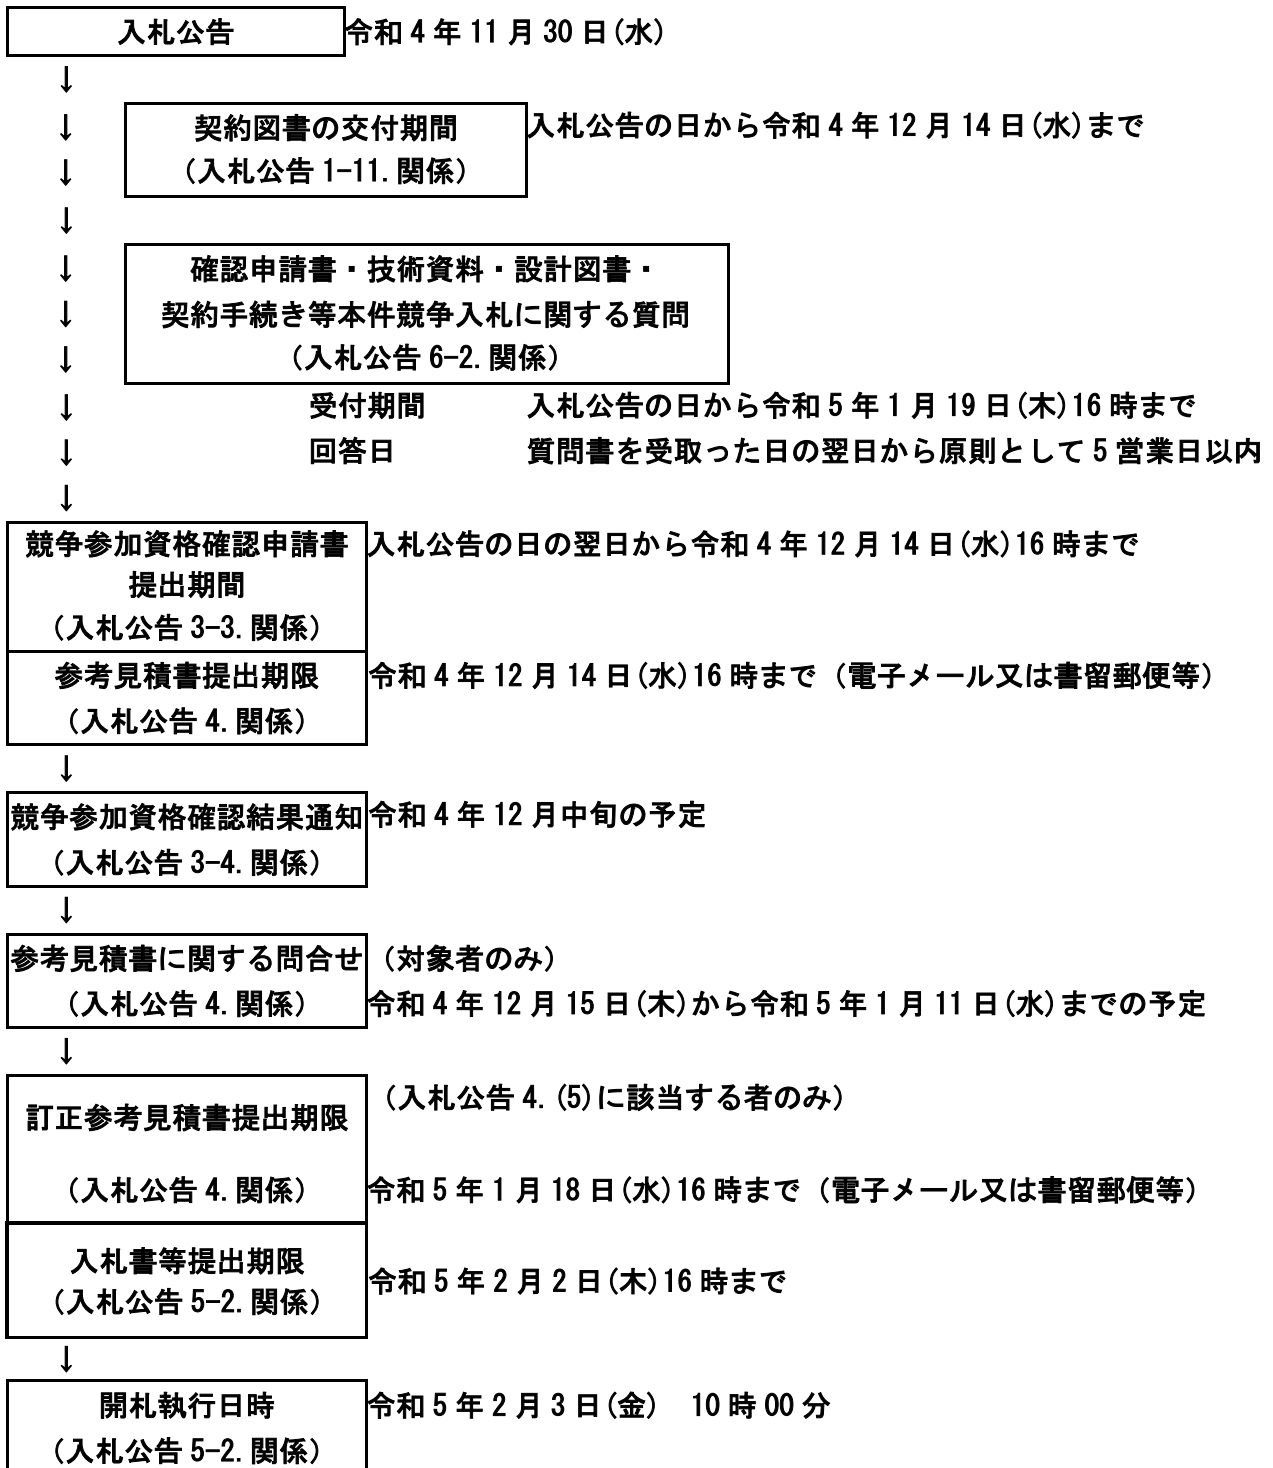 入札公告 令和4年11月30日(水)
↓
↓ 契約図書の交付期間 入札公告の日から令和4年12月14日(水)まで
↓ (入札公告1-11.関係)
↓
↓ 確認申請書・技術資料・設計図書・
↓ 契約手続き等本件競争入札に関する質問
↓ (入札公告6-2.関係)
↓ 受付期間 入札公告の日から令和5年1月19日(木)16時まで
↓ 回答日 質問書を受取った日の翌日から原則として5営業日以内
↓
競争参加資格確認申請書 入札公告の日の翌日から令和4年12月14日(水)16時まで
提出期間
(入札公告3-3.関係)
参考見積書提出期限 令和4年12月14日(水)16時まで(電子メール又は書留郵便等)
(入札公告4.関係)
↓
競争参加資格確認結果通知 令和4年12月中旬の予定
(入札公告3-4.関係)
↓
参考見積書に関する問合せ (対象者のみ)
(入札公告4.関係) 令和4年12月15日(木)から令和5年1月11日(水)までの予定
↓
(入札公告4.(5)に該当する者のみ)
訂正参考見積書提出期限
(入札公告4.関係) 令和5年1月18日(水)16時まで(電子メール又は書留郵便等)
入札書等提出期限 令和5年2月2日(木)16時まで
(入札公告5-2.関係)
↓
開札執行日時 令和5年2月3日(金) 10時00分
(入札公告5-2.関係)